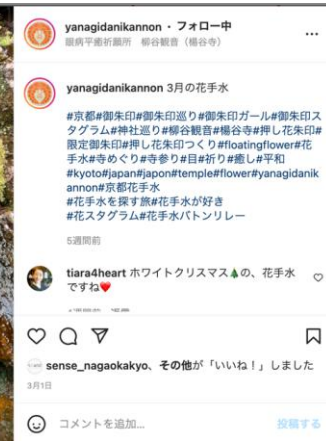 yanagidanikannon • フォロー中
眼病平癒祈願所 柳谷観音（楊谷寺）
yanagidanikannon 3月の花手水
#京都#御朱印#御朱印巡り#御朱印ガール#御朱印ス
タグラム#神社巡り#柳谷観音#楊谷寺#押し花朱印#
限定御朱印#押し花朱印つくり#floatingflower#花
手水#寺めぐり#寺参り#目#祈り#癒し#平和
#kyoto#japan#japon#temple#flower#yanagidanik
annon#京都花手水
#花手水を探す旅#花手水が好き
#花スタグラム#花手水バトンリレー
5週間前
tiara4heart ホワイトクリスマス🎄の、花手水
ですね❤️
sense_nagaokakyo、その他が「いいね！」しました
3月1日
コメントを追加...
投稿する